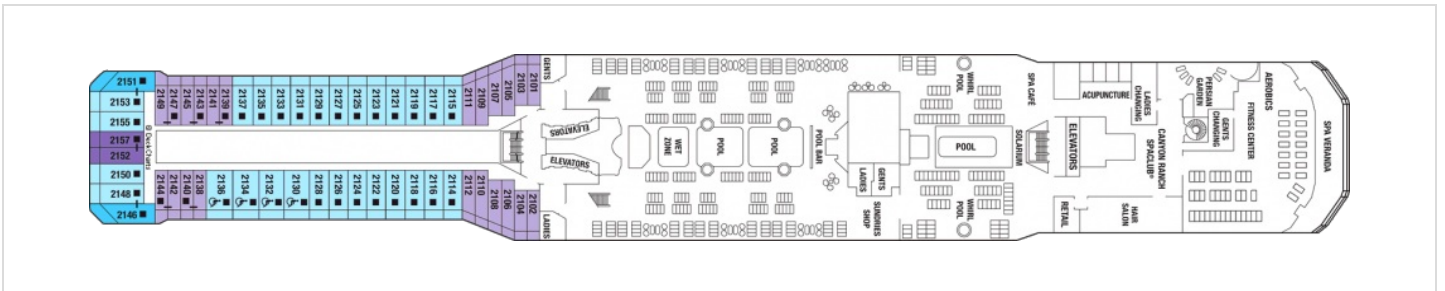 2151
2153
2155
2157
2152
2150
2148
2146
© Deck Chartz
2149
2147
2145
2143
2141
2139
2137
2135
2133
2131
2129
2127
2125
2123
2121
2119
2117
2115
2111
2109
2107
2105
2103
2101
2144
2142
2140
2138
2136
2134
2132
2130
2128
2126
2124
2122
2120
2118
2116
2114
2112
2110
2108
2106
2104
2102
GENTS
LADIES
ELEVATORS
ELEVATORS
WET
ZONE
POOL
POOL
POOL BAR
GENTS
LADIES
SUNDRIES
SHOP
WHIRL
POOL
POOL
WHIRL
POOL
SOLARIUM
SPA CAFÉ
ELEVATORS
ACUPUNCTURE
LADIES
CHANGING
CANYON RANCH
SPACLUB®
RETAIL
HAIR
SALON
PERSIAN
GARDEN
GENTS
CHANGING
FITNESS CENTER
AEROBICS
SPA VERANDA